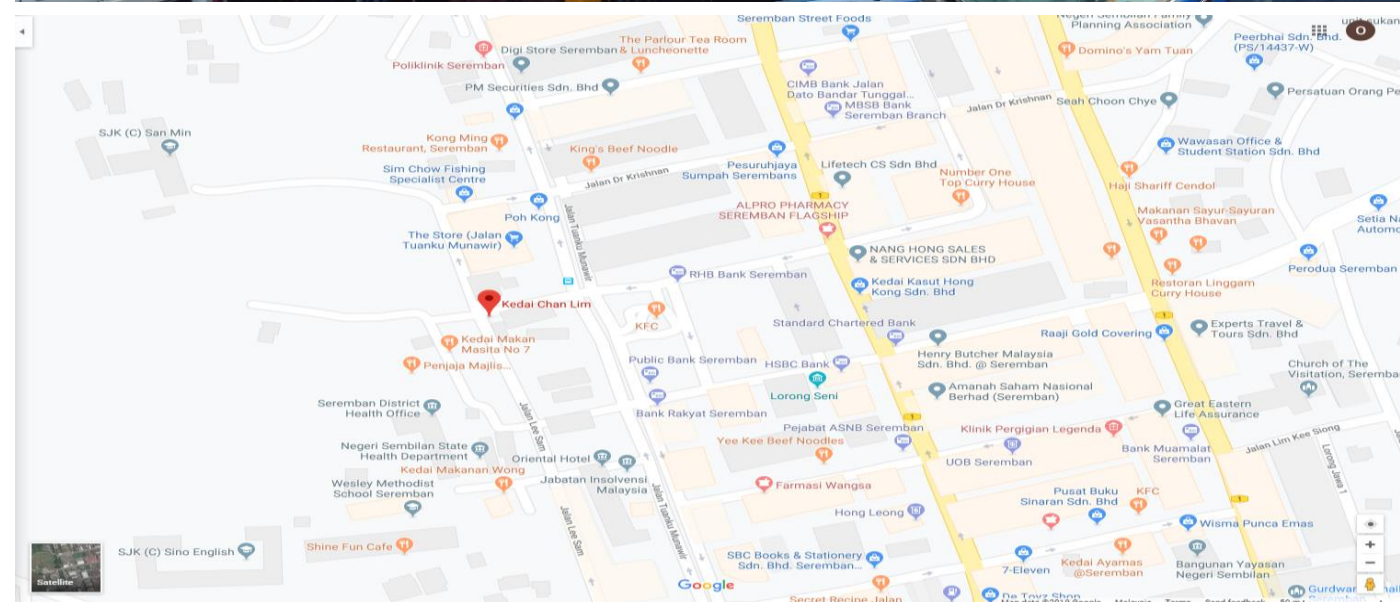 Seremban Street Foods
Planning Association
Peerbhai Sdn. Bhd.
(PS/14437-W)
O
The Parlour Tea Room
& Luncheonette
Digi Store Seremban
Domino's Yam Tuan
Poliklinik Seremban
PM Securities Sdn. Bhd
CIMB Bank Jalan
Dato Bandar Tunggal...
MBSB Bank
Seremban Branch
Jalan Dr Krishnan
Seah Choon Chye
Persatuan Orang Pe
SJK (C) San Min
Kong Ming
Restaurant, Seremban
King's Beef Noodle
Wawasan Office &
Student Station Sdn. Bhd
Sim Chow Fishing
Specialist Centre
Jalan Dr Krishnan
Pesuruhjaya
Sumpah Serembans
Lifetech CS Sdn Bhd
Number One
Top Curry House
Haji Shariff Cendol
1
Poh Kong
ALPRO PHARMACY
SEREMBAN FLAGSHIP
Makanan Sayur-Sayuran
Vasantha Bhavan
Setia Na
Automo
The Store (Jalan
Tuanku Munawir)
Jalan Tuanku Munawir
NANG HONG SALES
& SERVICES SDN BHD
RHB Bank Seremban
Perodua Seremban
Kedai Kasut Hong
Kong Sdn. Bhd
Restoran Linggam
Curry House
Kedai Chan Lim
1
KFC
Standard Chartered Bank
Raaji Gold Covering
Experts Travel &
Tours Sdn. Bhd
Kedai Makan
Masita No 7
Penjaja Majlis...
Public Bank Seremban
HSBC Bank
Henry Butcher Malaysia
Sdn. Bhd. @ Seremban
Church of The
Visitation, Seremba
Lorong Seni
Amanah Saham Nasional
Berhad (Seremban)
Seremban District
Health Office
Jalan Lee Sam
Bank Rakyat Seremban
Great Eastern
Life Assurance
1
Pejabat ASNB Seremban
Klinik Pergigian Legenda
Yee Kee Beef Noodles
Jalan Lim Kee Siong
Negeri Sembilan State
Health Department
Oriental Hotel
UOB Seremban
Bank Muamalat
Seremban
Lorong Jawa 1
Kedai Makanan Wong
Wesley Methodist
School Seremban
Jabatan Insolvensi
Malaysia
Farmasi Wangsa
Pusat Buku
Sinaran Sdn. Bhd
KFC
1
Jalan Tuanku Munawir
Jalan Lee Sam
Hong Leong
Wisma Punca Emas
SJK (C) Sino English
Shine Fun Cafe
SBC Books & Stationery
Sdn. Bhd. Seremban...
7-Eleven
Kedai Ayamas
@Seremban
Bangunan Yayasan
Negeri Sembilan
+
−
Satellite
Google
Secret Recipe Jalan
De Toyz Shop